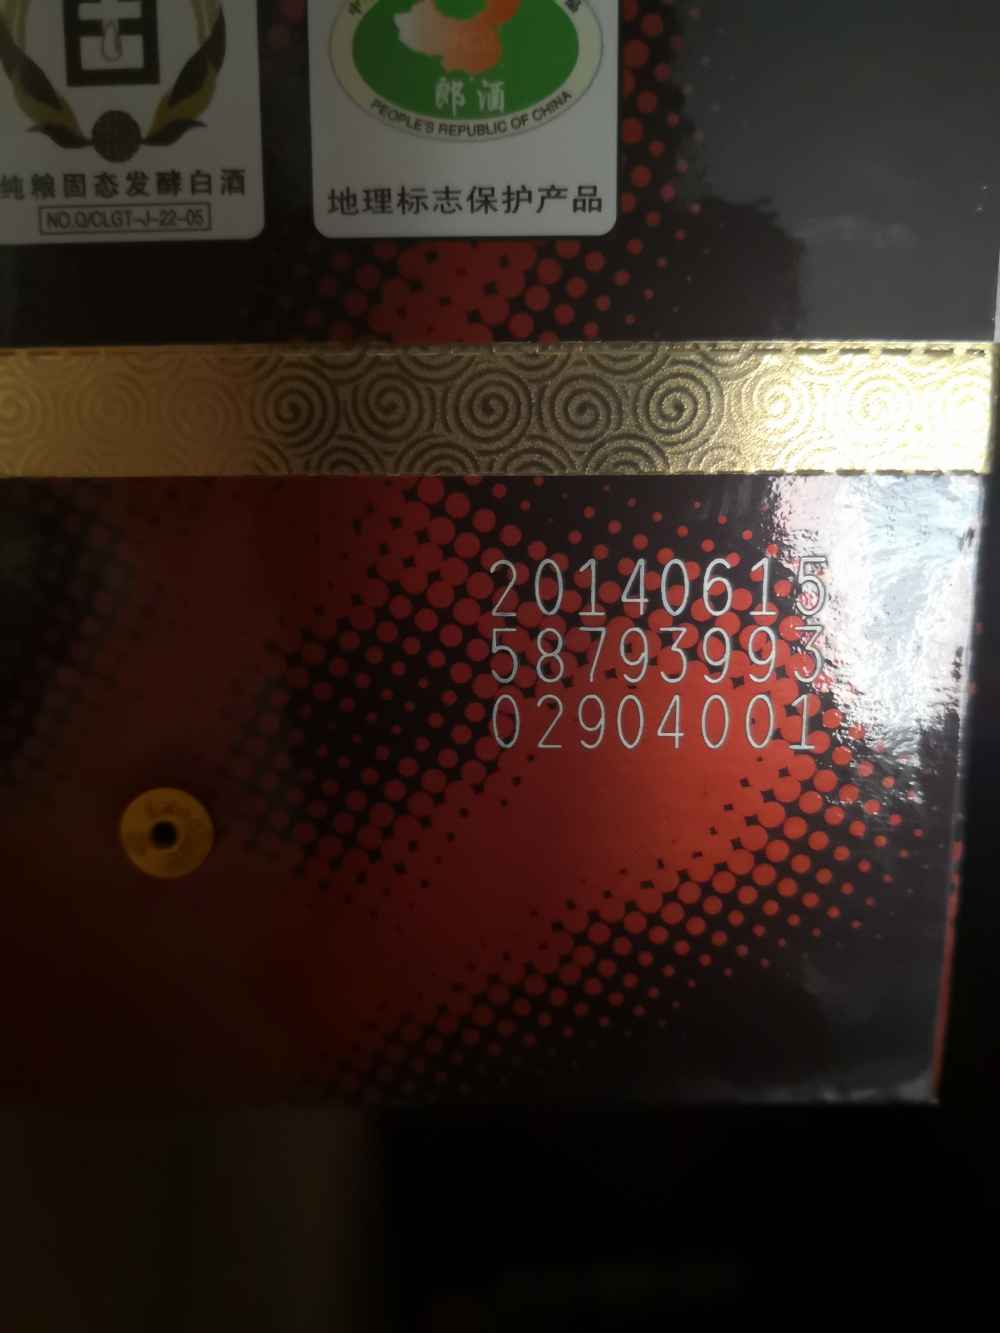 郎酒
PEOPLE'S REPUBLIC OF CHINA
纯粮固态发酵白酒
NO.Q/CLGT-J-22-05
地理标志保护产品
20140615
58793993
02904001